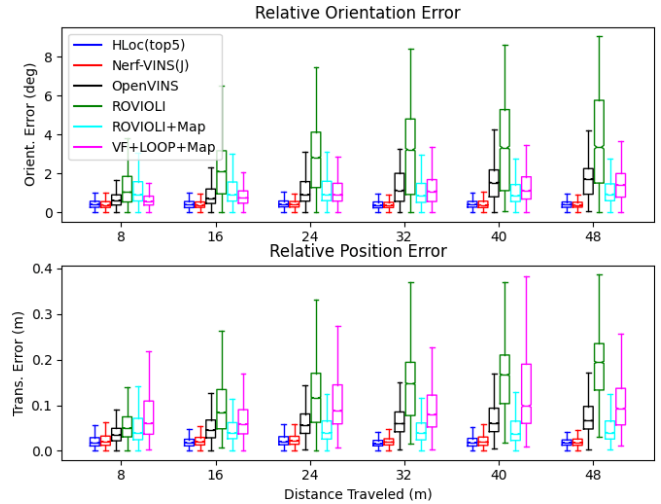 Relative Orientation Error
Orient. Error (deg)
8
6
4
2
0
HLoc(top5)
Nerf-VINS(J)
OpenVINS
ROVIOLI
ROVIOLI+Map
VF+LOOP+Map
8 16 24 32 40 48
Relative Position Error
Trans. Error (m)
0.4
0.3
0.2
0.1
0.0
8 16 24 32 40 48
Distance Traveled (m)